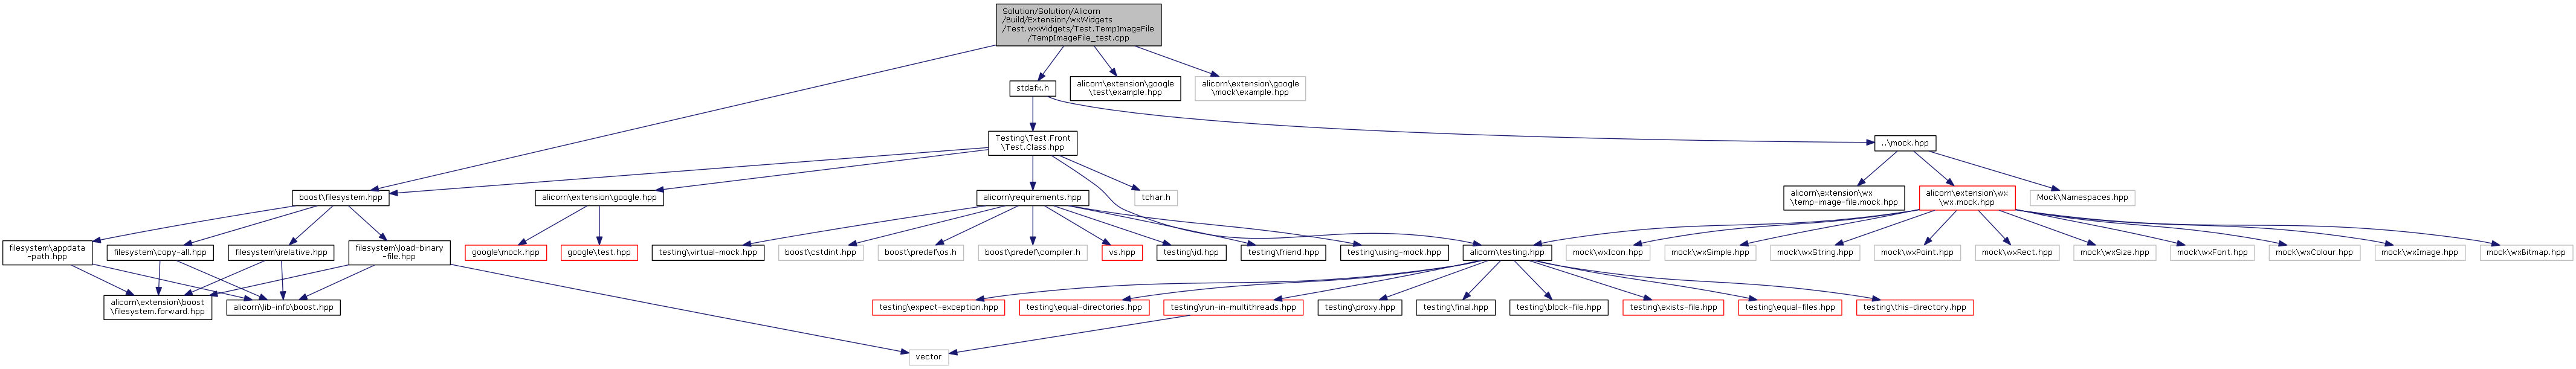 Solution/Solution/Alicorn
/Build/Extension/wxWidgets
/Test.wxWidgets/Test.TempImageFile
/TempImageFile_test.cpp
stdafx.h
alicorn\extension\google
\test\example.hpp
alicorn\extension\google
\mock\example.hpp
Testing\Test.Front
\Test.Class.hpp
..\mock.hpp
boost\filesystem.hpp
alicorn\extension\google.hpp
alicorn\requirements.hpp
tchar.h
alicorn\extension\wx
\temp-image-file.mock.hpp
alicorn\extension\wx
\wx.mock.hpp
Mock\Namespaces.hpp
filesystem\appdata
-path.hpp
filesystem\copy-all.hpp
filesystem\irelative.hpp
filesystem\load-binary
-file.hpp
google\mock.hpp
google\test.hpp
testing\virtual-mock.hpp
boost\cstdint.hpp
boost\predef\os.h
boost\predef\compiler.h
vs.hpp
testing\id.hpp
testing\friend.hpp
testing\using-mock.hpp
alicorn\testing.hpp
mock\wxIcon.hpp
mock\wxSimple.hpp
mock\wxString.hpp
mock\wxPoint.hpp
mock\wxRect.hpp
mock\wxSize.hpp
mock\wxFont.hpp
mock\wxColour.hpp
mock\wxImage.hpp
mock\wxBitmap.hpp
alicorn\extension\boost
\filesystem.forward.hpp
alicorn\lib-info\boost.hpp
testing\expect-exception.hpp
testing\equal-directories.hpp
testing\run-in-multithreads.hpp
testing\proxy.hpp
testing\final.hpp
testing\block-file.hpp
testing\exists-file.hpp
testing\equal-files.hpp
testing\this-directory.hpp
vector